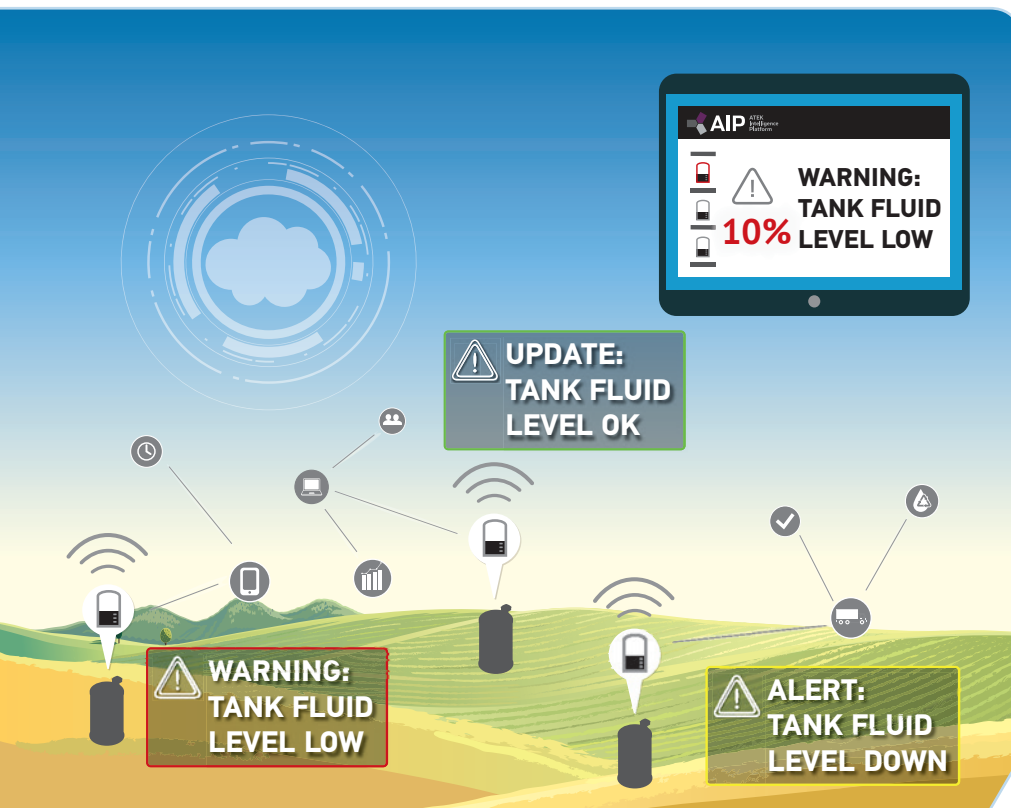 AIP ATEK
Intelligence
Platform
WARNING:
TANK FLUID
10% LEVEL LOW
UPDATE:
TANK FLUID
LEVEL OK
WARNING:
TANK FLUID
LEVEL LOW
ALERT:
TANK FLUID
LEVEL DOWN